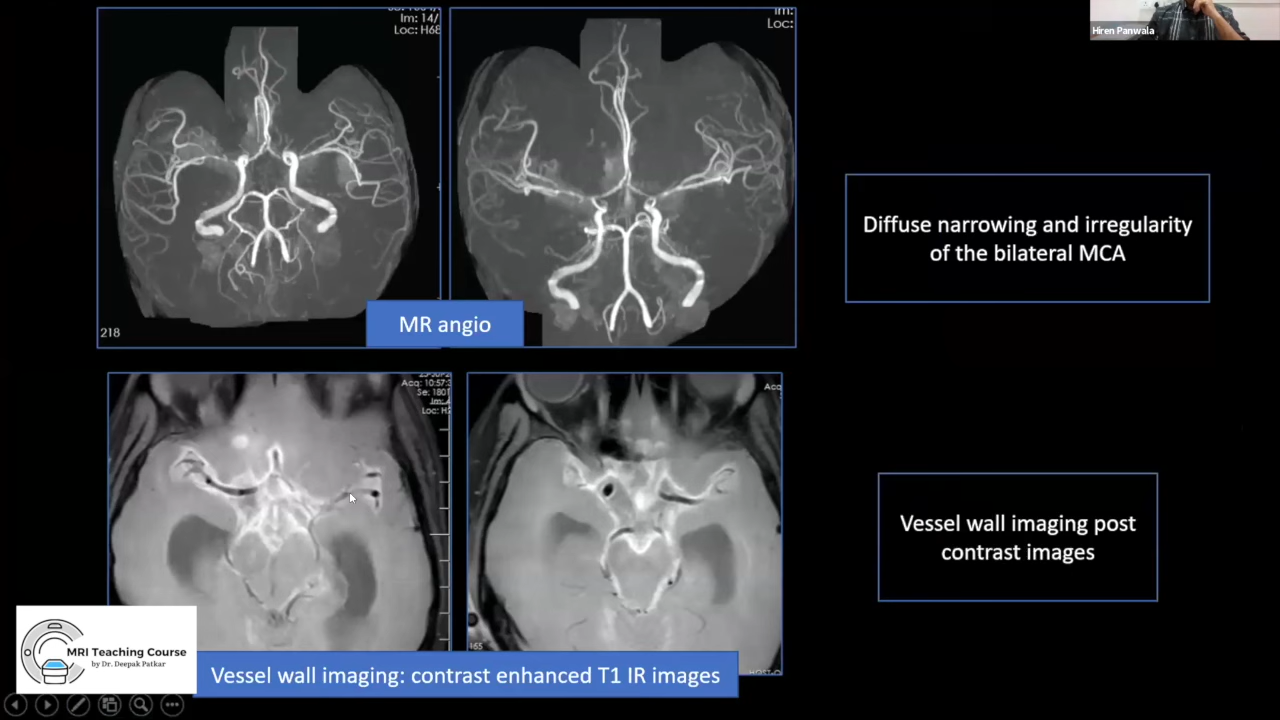 Im: 14/
Loc: H68
Im:
Loc:
Hiren Panwala
218
MR angio
Diffuse narrowing and irregularity
of the bilateral MCA
Acq: 10:57:
Se: 1801
Im:
Loc: H
Acq
165
Vessel wall imaging post
contrast images
MRI Teaching Course
by Dr. Deepak Patkar
Vessel wall imaging: contrast enhanced T1 IR images